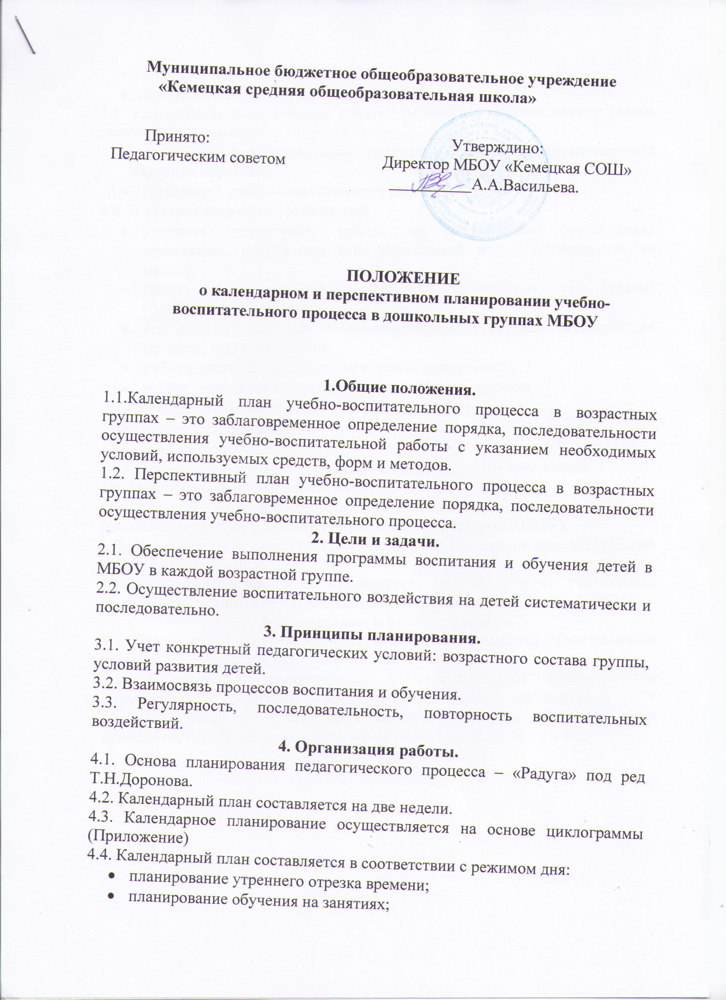 Муниципальное бюджетное общеобразовательное учреждение
«Кемецкая средняя общеобразовательная школа»
Принято:
Педагогическим советом
Утверждино:
Директор МБОУ «Кемецкая СОШ»
__________А.А.Васильева.
ПОЛОЖЕНИЕ
о календарном и перспективном планировании учебно-
воспитательного процесса в дошкольных группах МБОУ
1.Общие положения.
1.1.Календарный план учебно-воспитательного процесса в возрастных
группах – это заблаговременное определение порядка, последовательности
осуществления учебно-воспитательной работы с указанием необходимых
условий, используемых средств, форм и методов.
1.2. Перспективный план учебно-воспитательного процесса в возрастных
группах – это заблаговременное определение порядка, последовательности
осуществления учебно-воспитательного процесса.
2. Цели и задачи.
2.1. Обеспечение выполнения программы воспитания и обучения детей в
МБОУ в каждой возрастной группе.
2.2. Осуществление воспитательного воздействия на детей систематически и
последовательно.
3. Принципы планирования.
3.1. Учет конкретный педагогических условий: возрастного состава группы,
условий развития детей.
3.2. Взаимосвязь процессов воспитания и обучения.
3.3. Регулярность, последовательность, повторность воспитательных
воздействий.
4. Организация работы.
4.1. Основа планирования педагогического процесса – «Радуга» под ред
Т.Н.Доронова.
4.2. Календарный план составляется на две недели.
4.3. Календарное планирование осуществляется на основе циклограммы
(Приложение)
4.4. Календарный план составляется в соответствии с режимом дня:
• планирование утреннего отрезка времени;
• планирование обучения на занятиях;